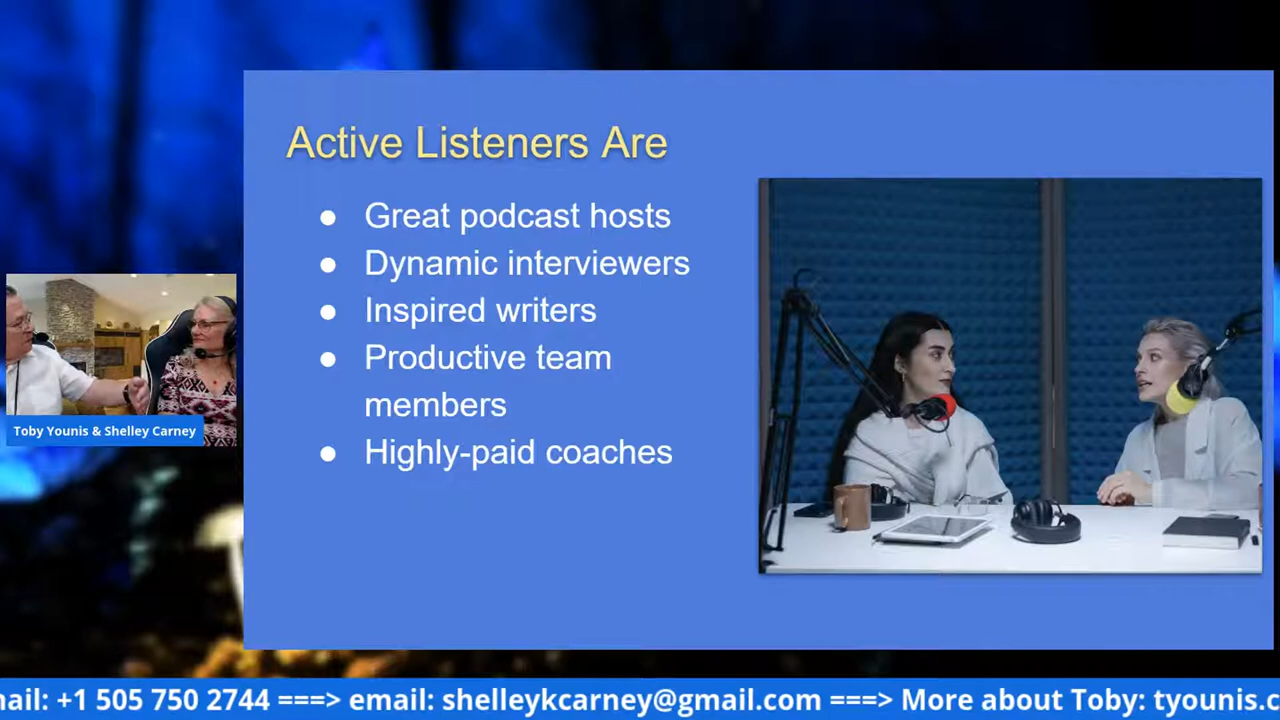 Active Listeners Are
● Great podcast hosts
● Dynamic interviewers
● Inspired writers
● Productive team
members
● Highly-paid coaches
Toby Younis & Shelley Carney
ail: +1 505 750 2744 ===> email: shelleykcarney@gmail.com ===> More about Toby: tyounis.c